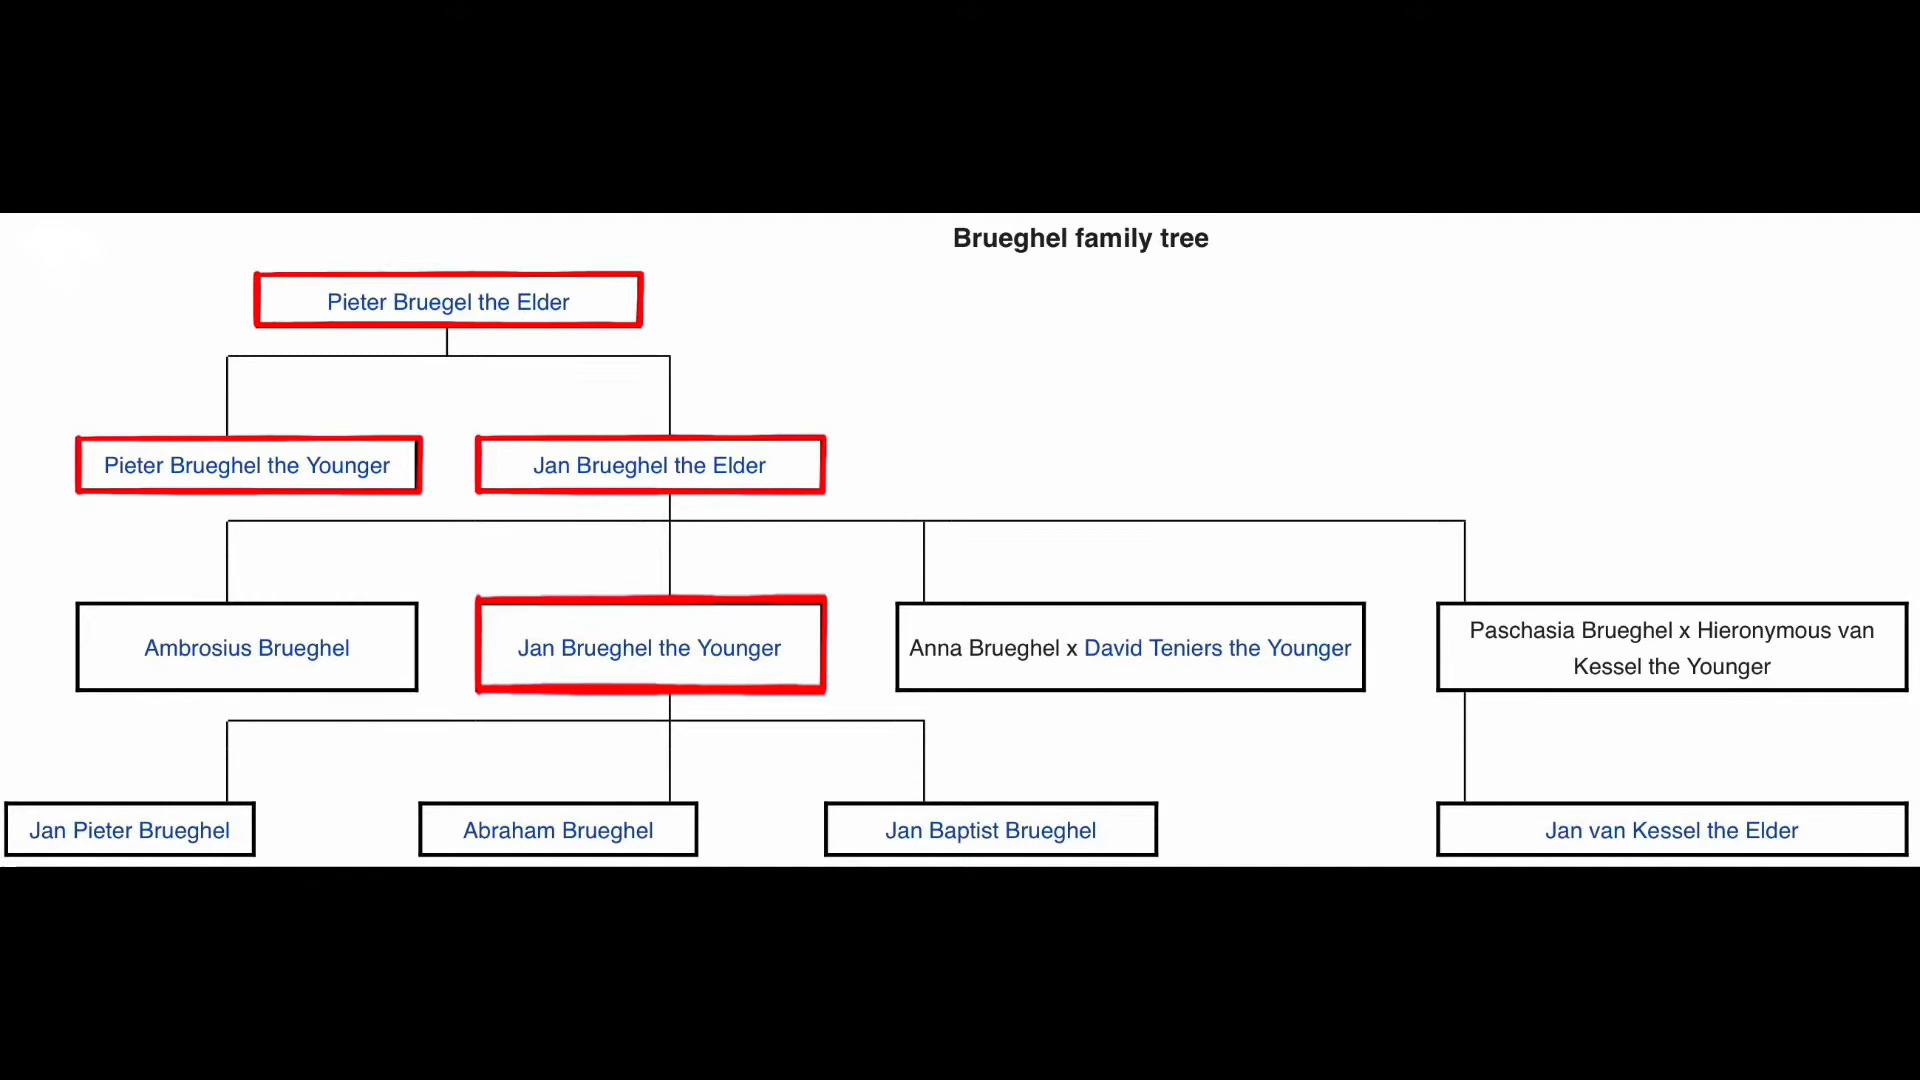 Brueghel family tree
Pieter Bruegel the Elder
Pieter Brueghel the Younger
Jan Brueghel the Elder
Ambrosius Brueghel
Jan Brueghel the Younger
Anna Brueghel x David Teniers the Younger
Paschasia Brueghel x Hieronymous van
Kessel the Younger
Jan Pieter Brueghel
Abraham Brueghel
Jan Baptist Brueghel
Jan van Kessel the Elder